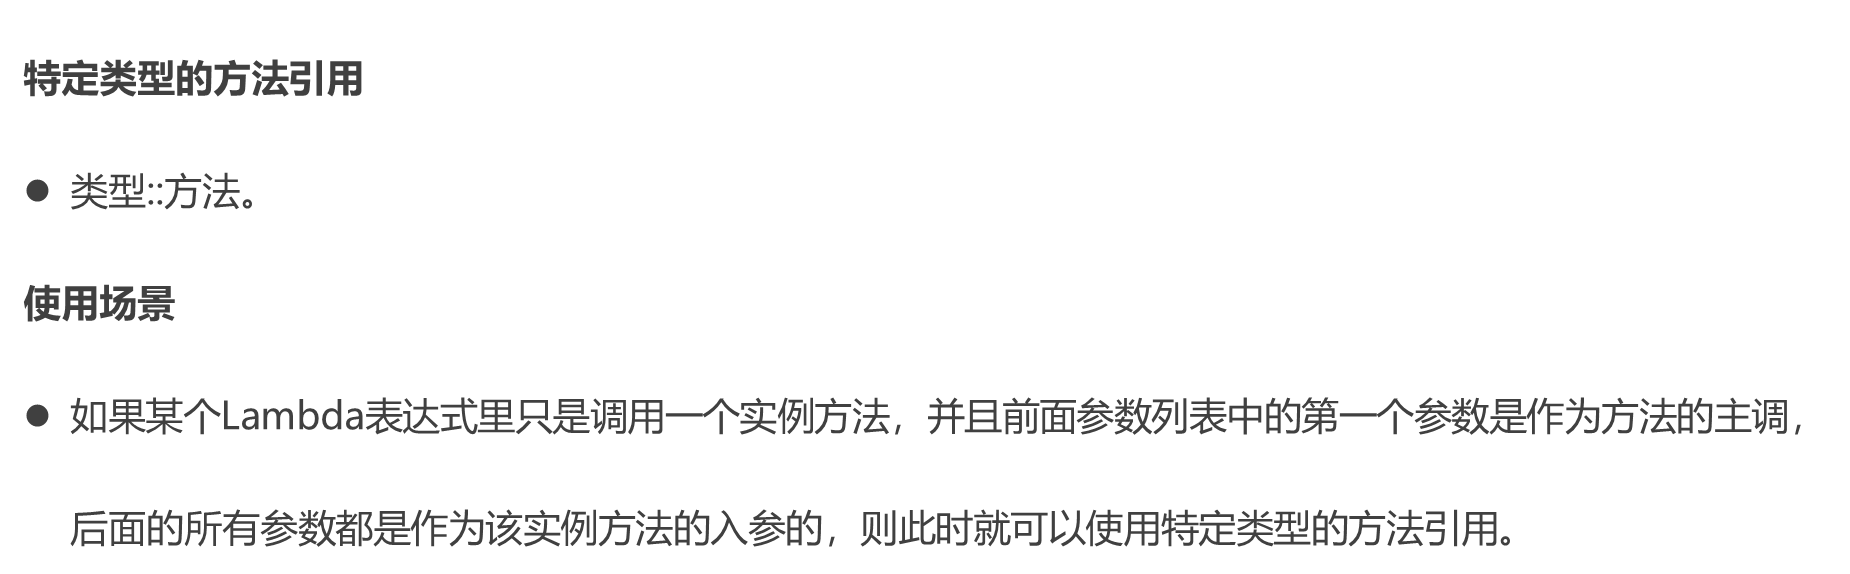 特定类型的方法引用
● 类型::方法。
使用场景
● 如果某个Lambda表达式里只是调用一个实例方法，并且前面参数列表中的第一个参数是作为方法的主调，
后面的所有参数都是作为该实例方法的入参的，则此时就可以使用特定类型的方法引用。